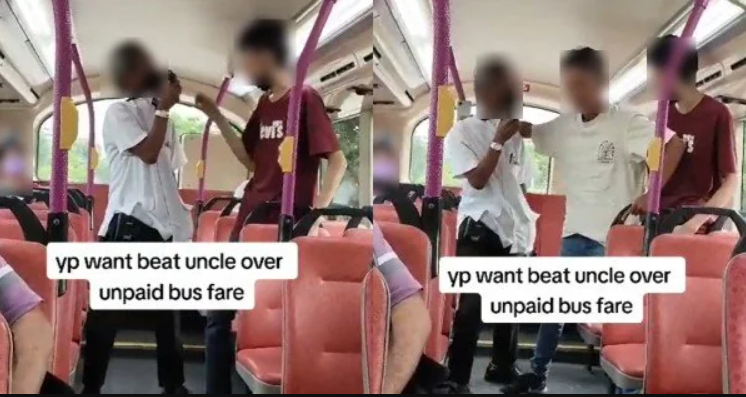 yp want beat uncle over
unpaid bus fare
yp want beat uncle over
unpaid bus fare
Levi's